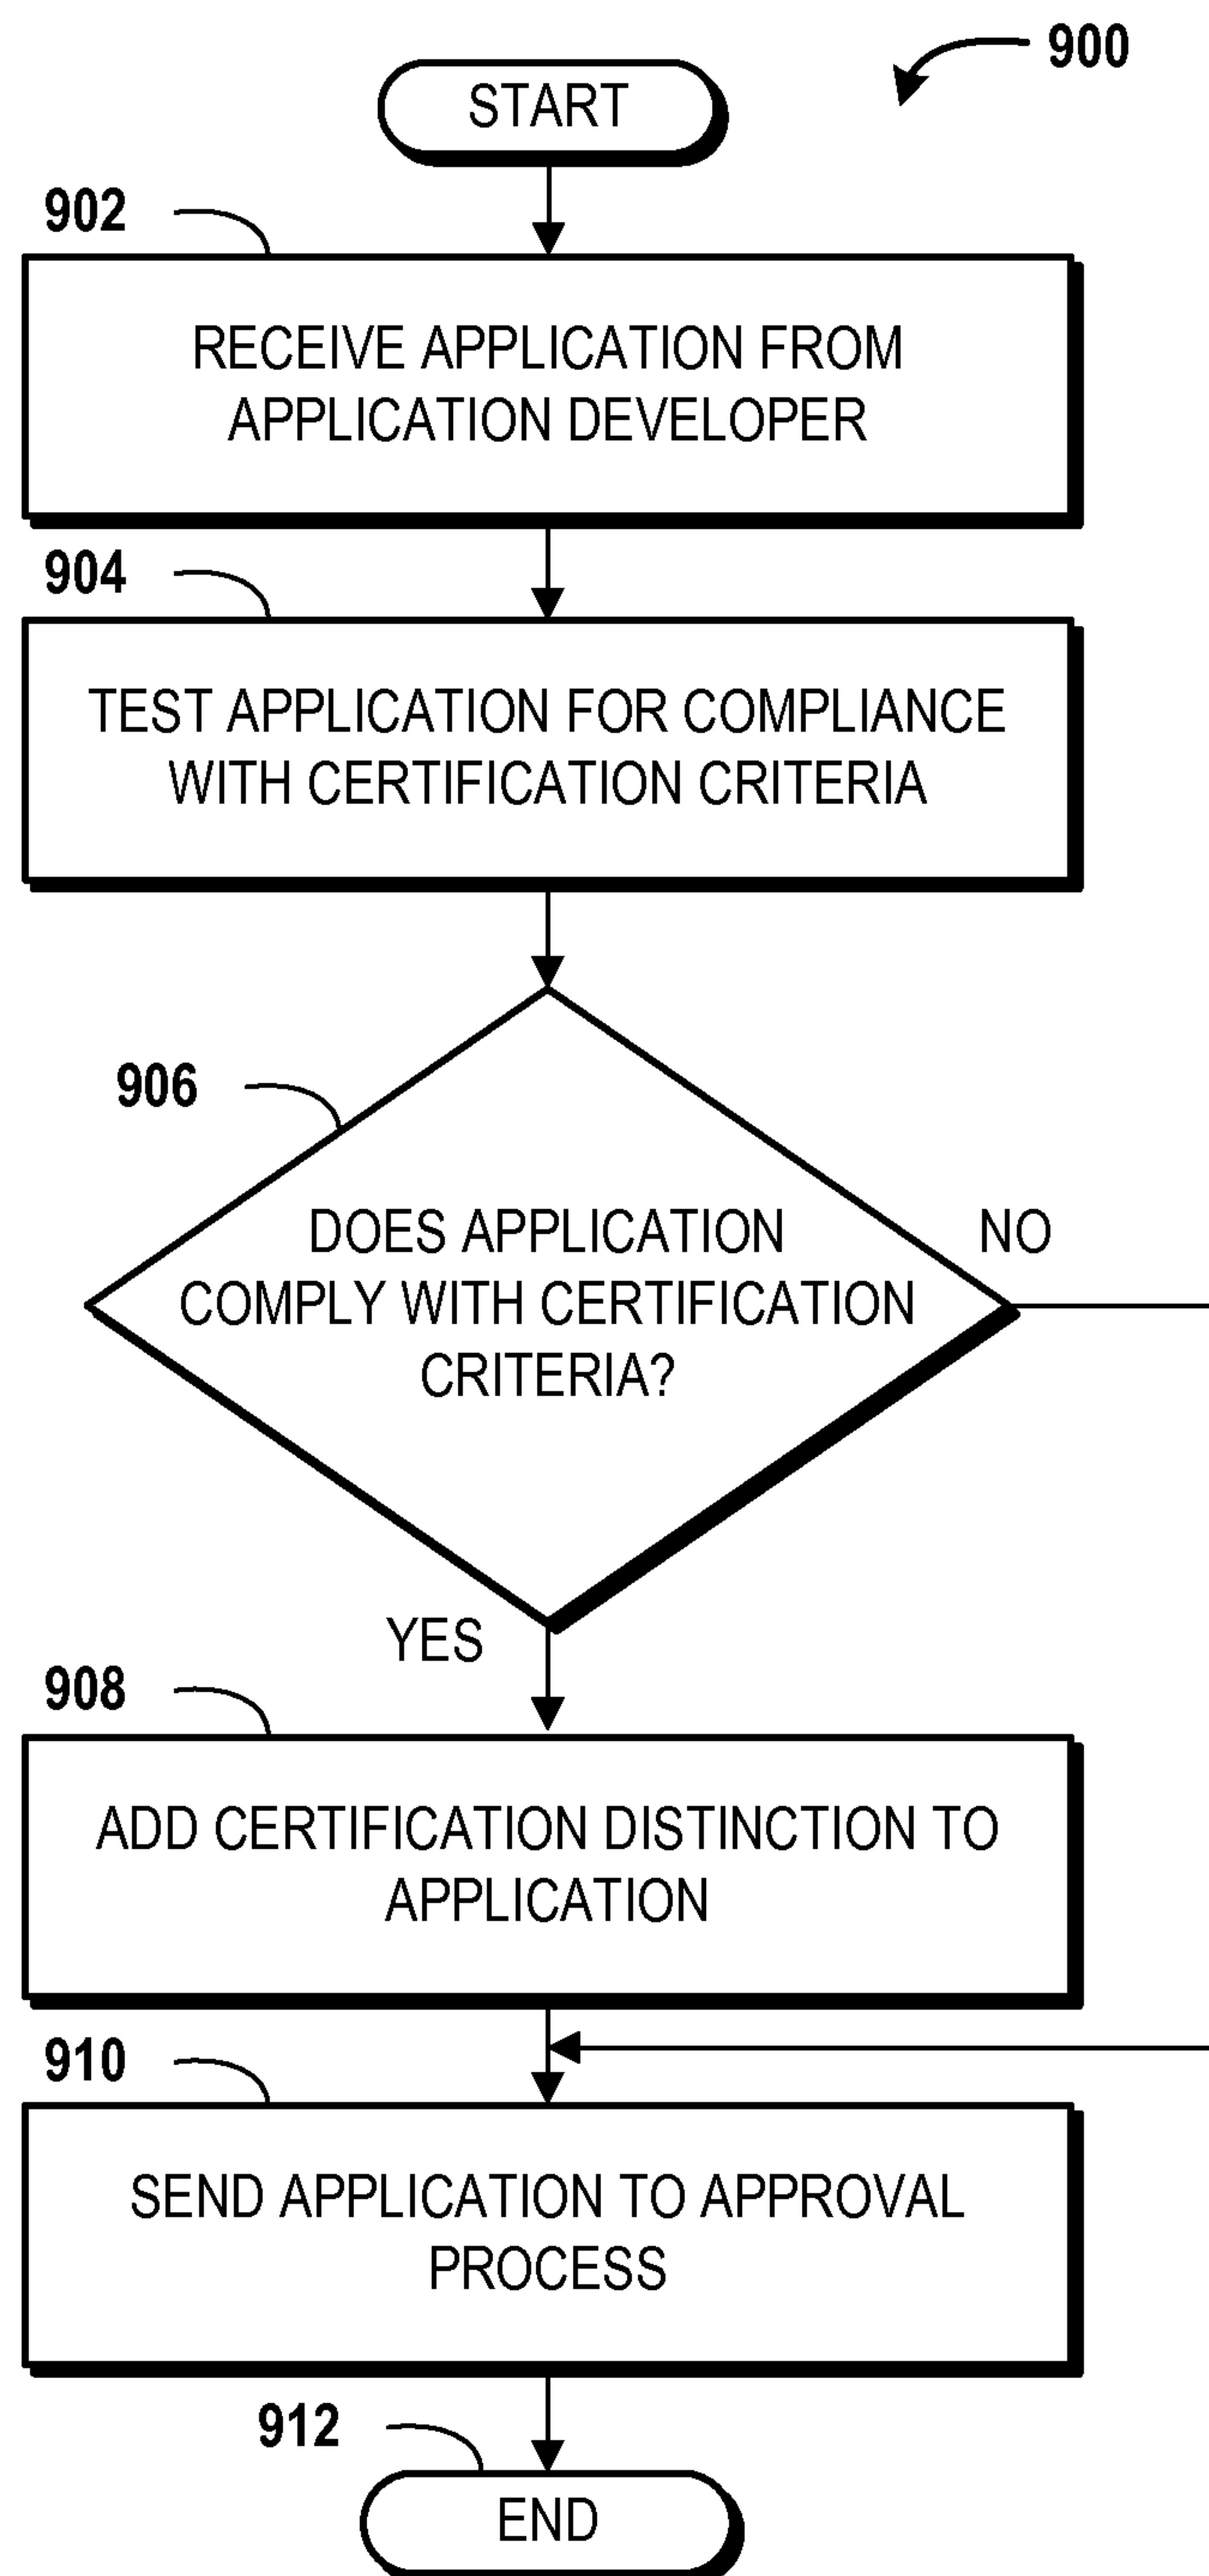 900
START
902
RECEIVE APPLICATION FROM
APPLICATION DEVELOPER
904
TEST APPLICATION FOR COMPLIANCE
WITH CERTIFICATION CRITERIA
906
DOES APPLICATION
COMPLY WITH CERTIFICATION
CRITERIA?
NO
YES
908
ADD CERTIFICATION DISTINCTION TO
APPLICATION
910
SEND APPLICATION TO APPROVAL
PROCESS
912
END